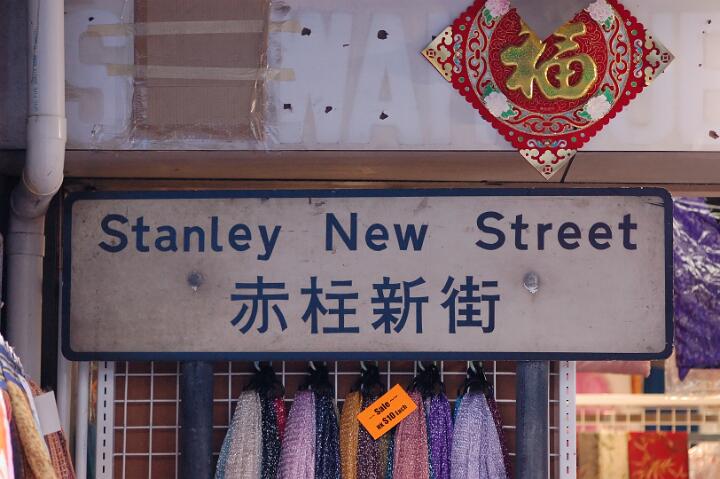 福
Stanley New Street
赤柱新街
Sale
HK $10 Each